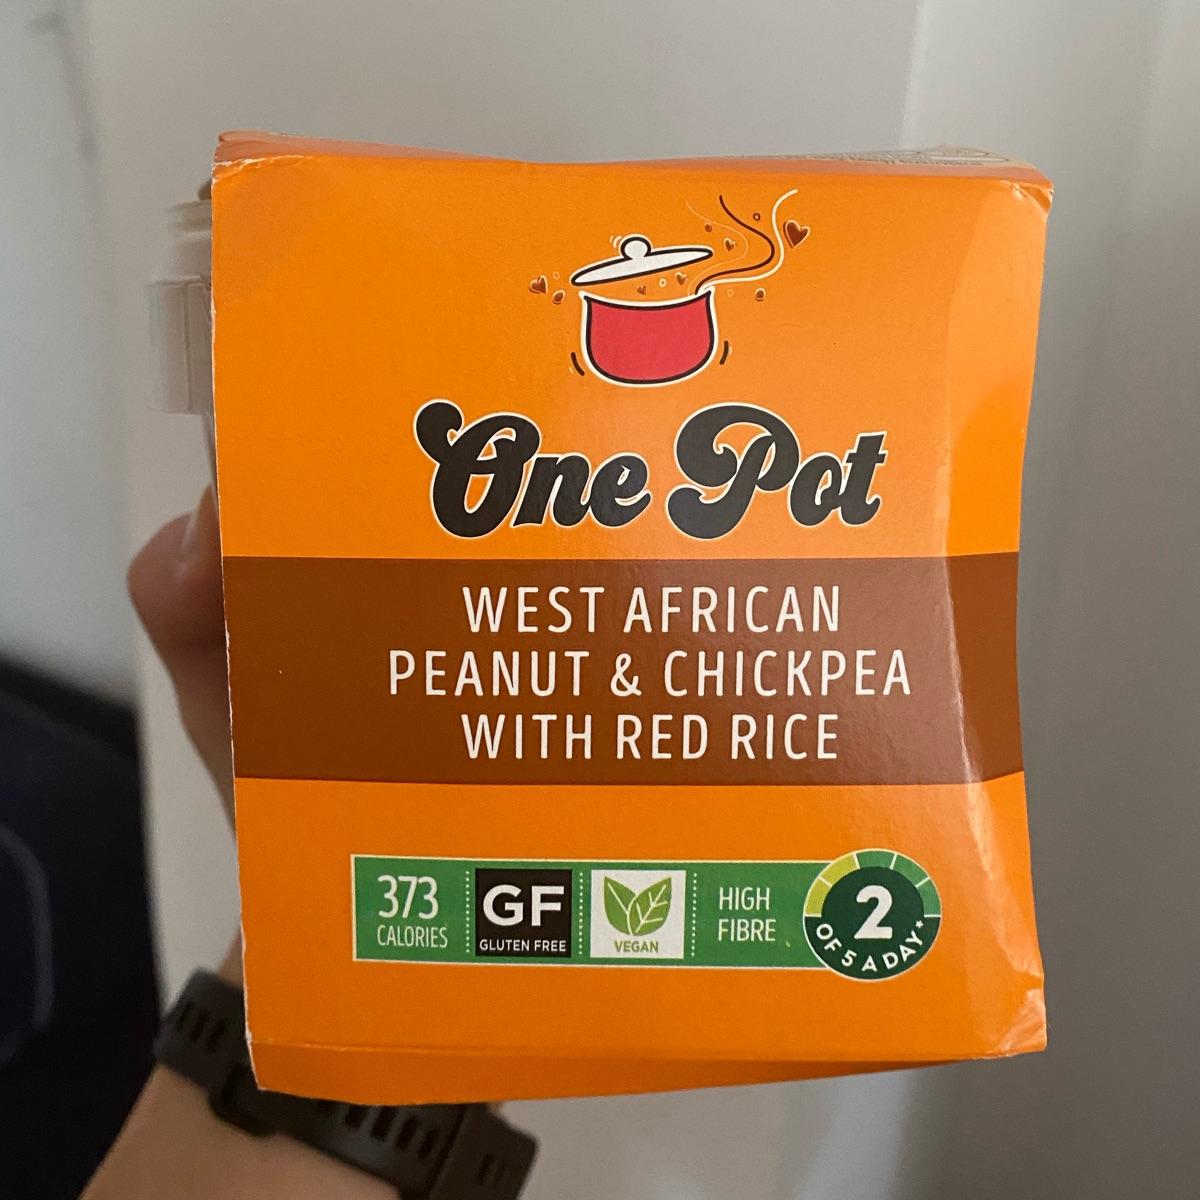 One Pot
WEST AFRICAN
PEANUT & CHICKPEA
WITH RED RICE
373
CALORIES
GF
GLUTEN FREE
VEGAN
HIGH
FIBRE
2
OF 5 A DAY*